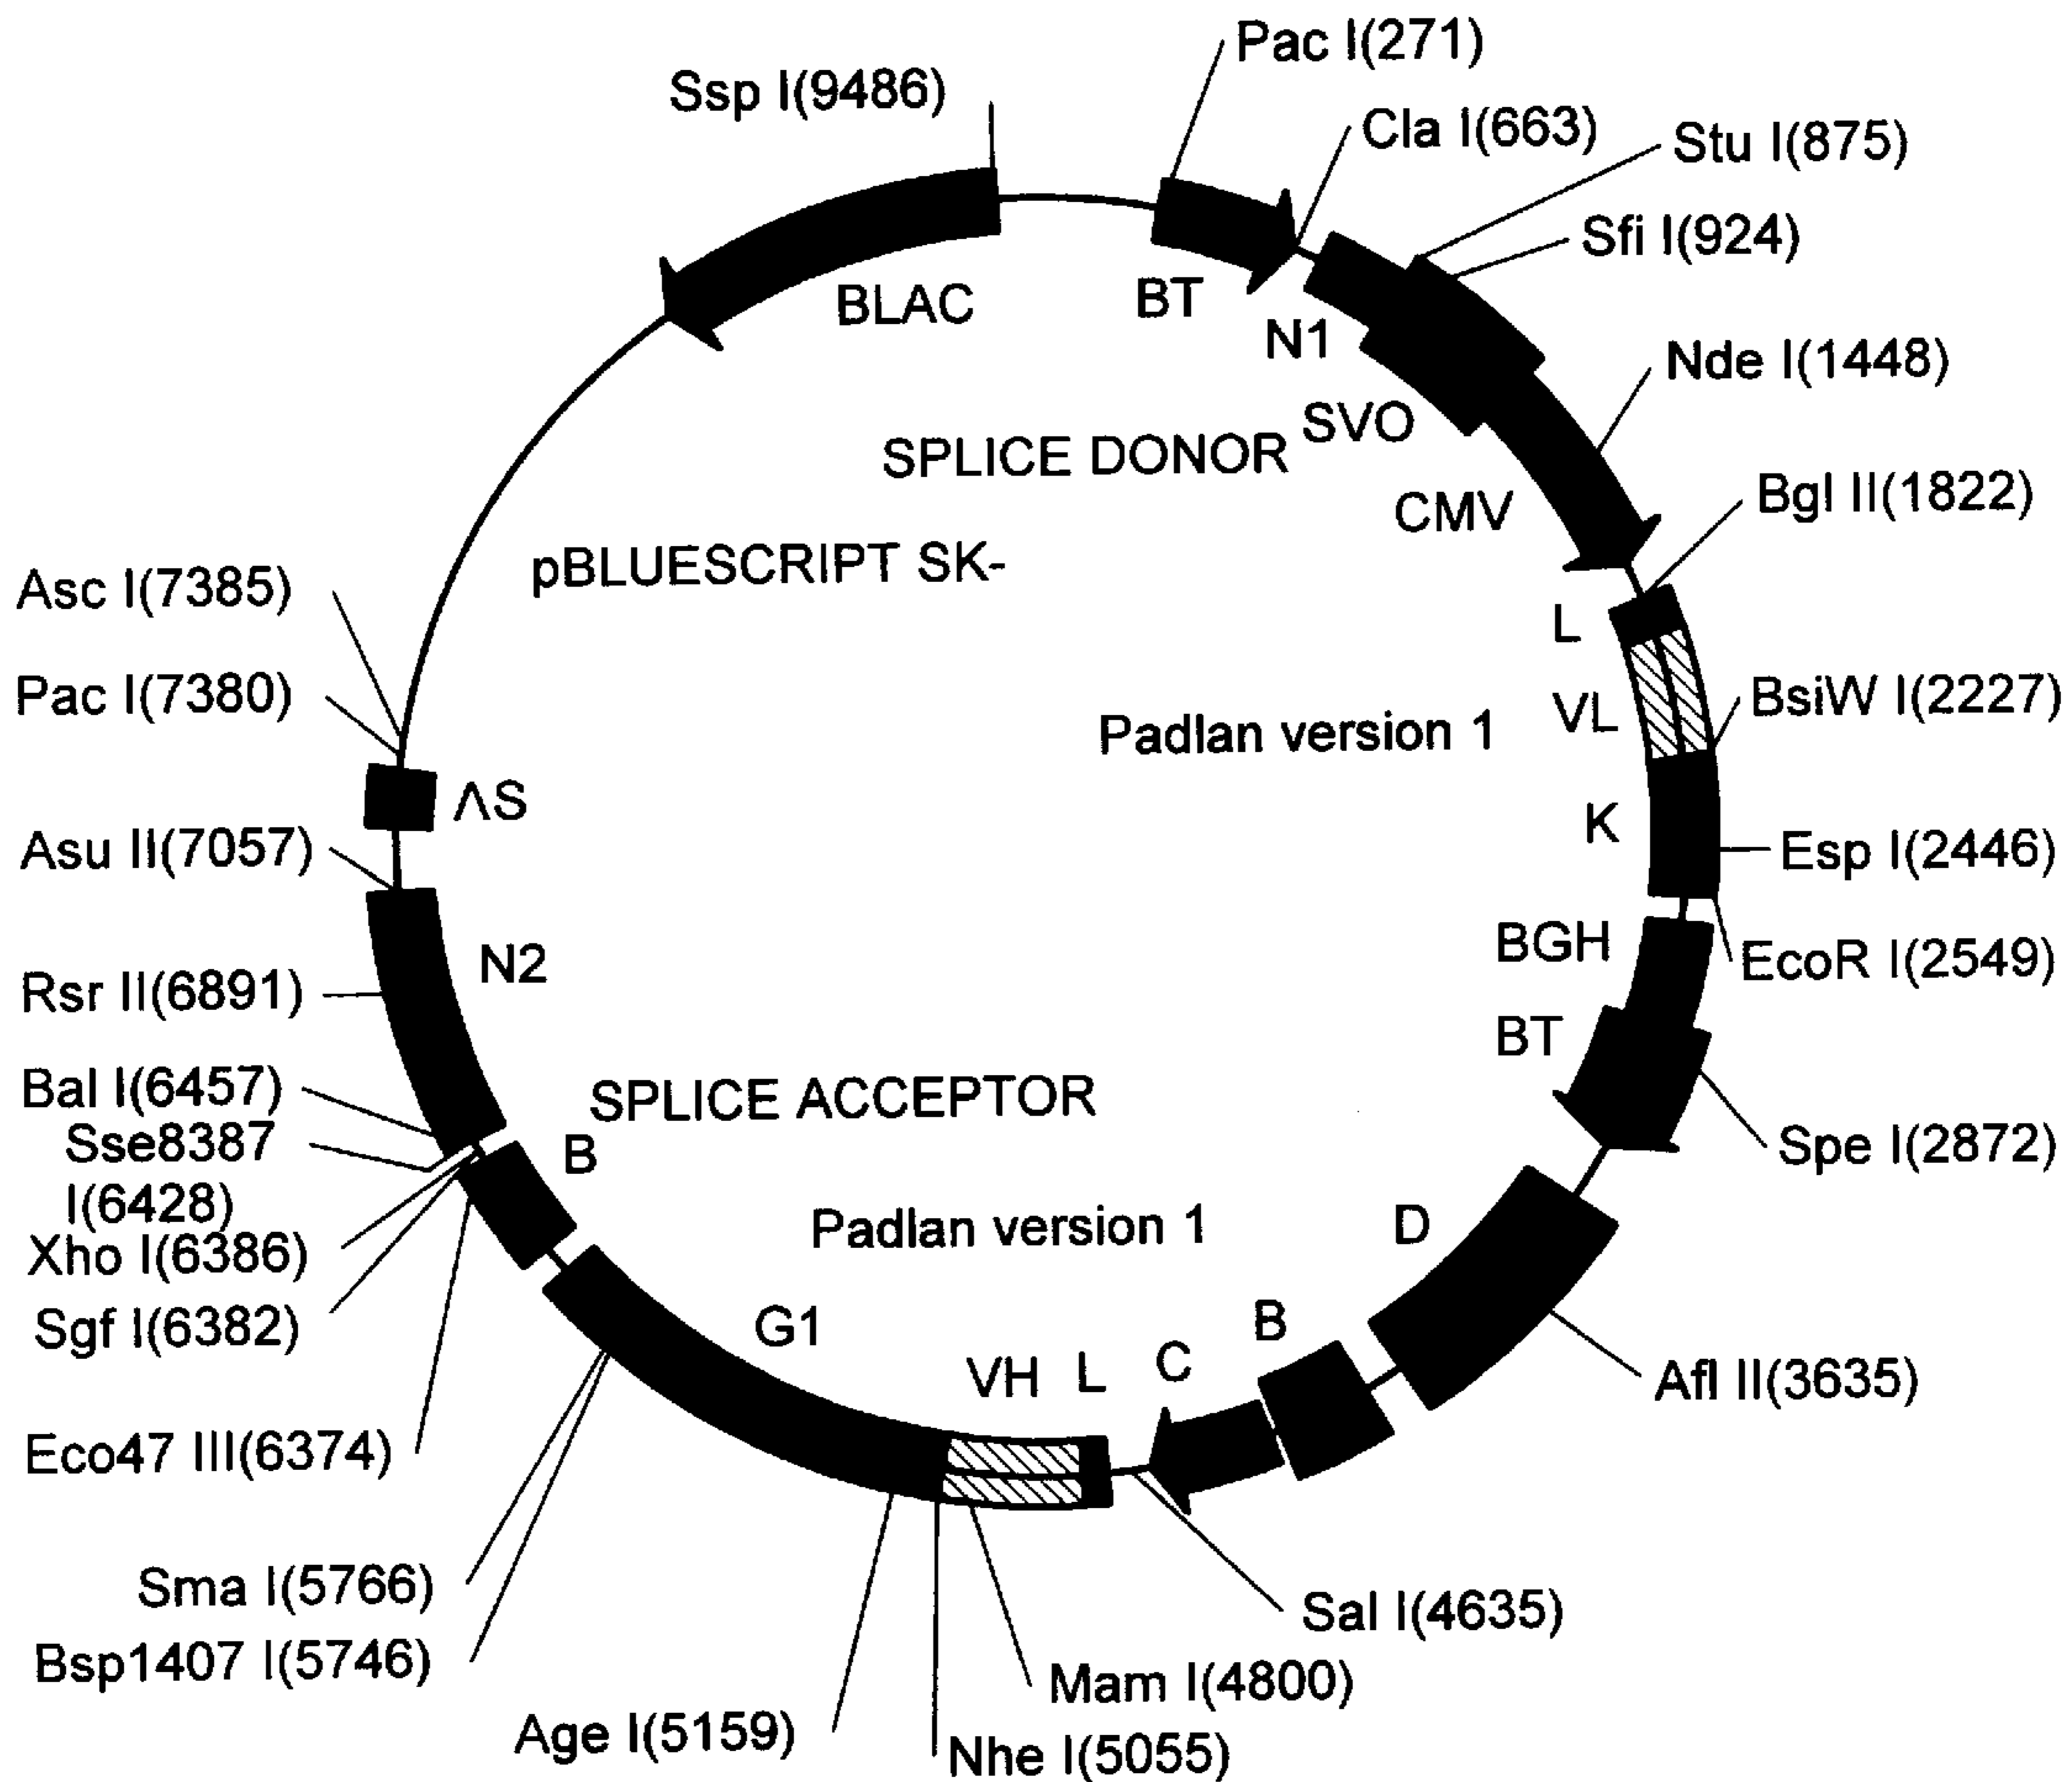 Pac I(271)
Ssp I(9486)
Cla I(663)
Stu I(875)
Sfi I(924)
BLAC
BT
N1
Nde I(1448)
SVO
SPLICE DONOR
CMV
Bgl II(1822)
pBLUESCRIPT SK-
Asc I(7385)
L
Pac I(7380)
BsiW I(2227)
VL
Padlan version 1
ΛS
K
Asu II(7057)
Esp I(2446)
BGH
EcoR I(2549)
N2
Rsr II(6891)
BT
Bal I(6457)
SPLICE ACCEPTOR
Sse8387
I(6428)
B
Spe I(2872)
Xho I(6386)
Padlan version 1
D
Sgf I(6382)
G1
B
C
VH
L
Afl II(3635)
Eco47 III(6374)
Sma I(5766)
Sal I(4635)
Bsp1407 I(5746)
Mam I(4800)
Age I(5159)
Nhe I(5055)